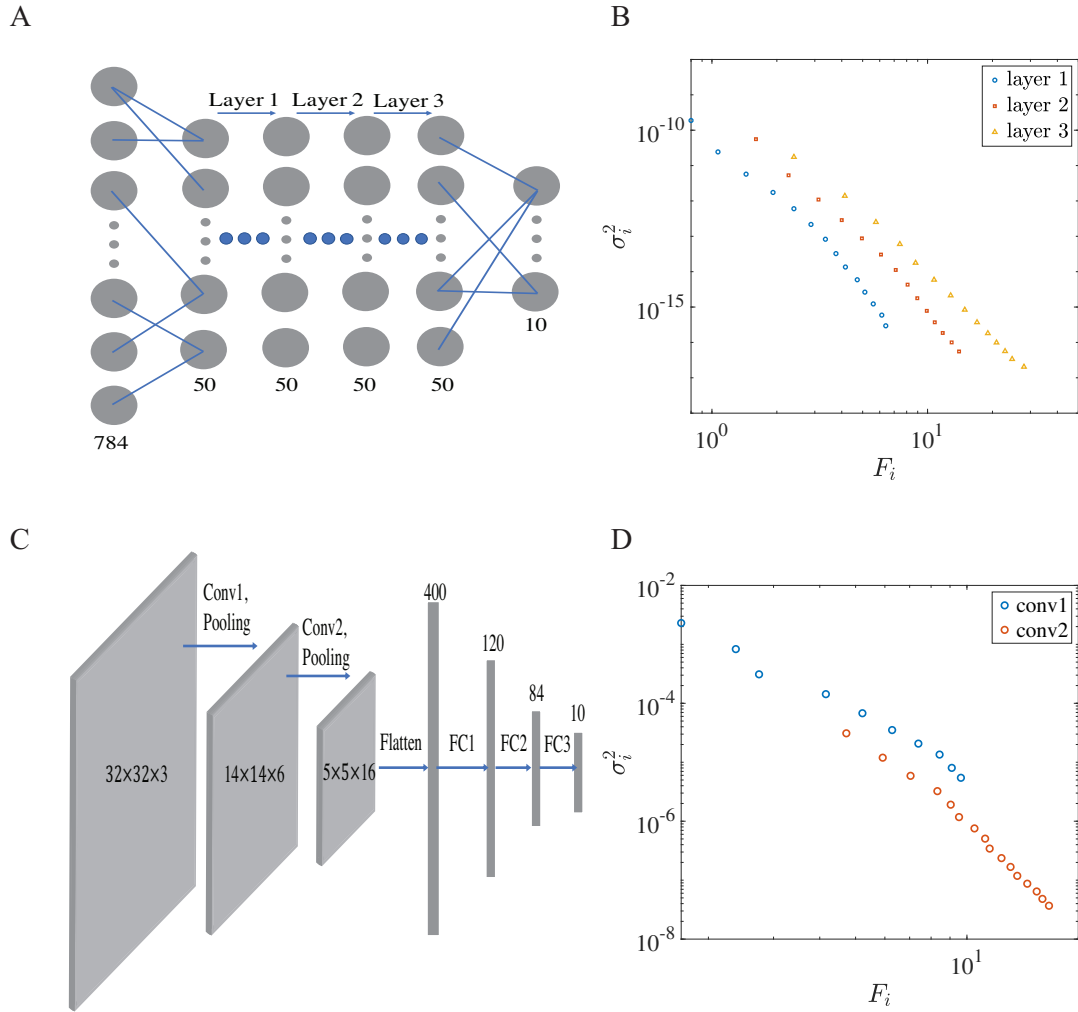 A
Layer 1 Layer 2 Layer 3
10
50 50 50 50
784
B
layer 1
layer 2
layer 3
10^-10
10^-15
σ_i^2
10^0 10^1
F_i
C
Conv1,
Pooling
Conv2,
Pooling
400
120
84
10
Flatten FC1 FC2 FC3
32×32×3 14×14×6 5×5×16
D
conv1
conv2
10^-2
10^-4
10^-6
10^-8
σ_i^2
10^1
F_i